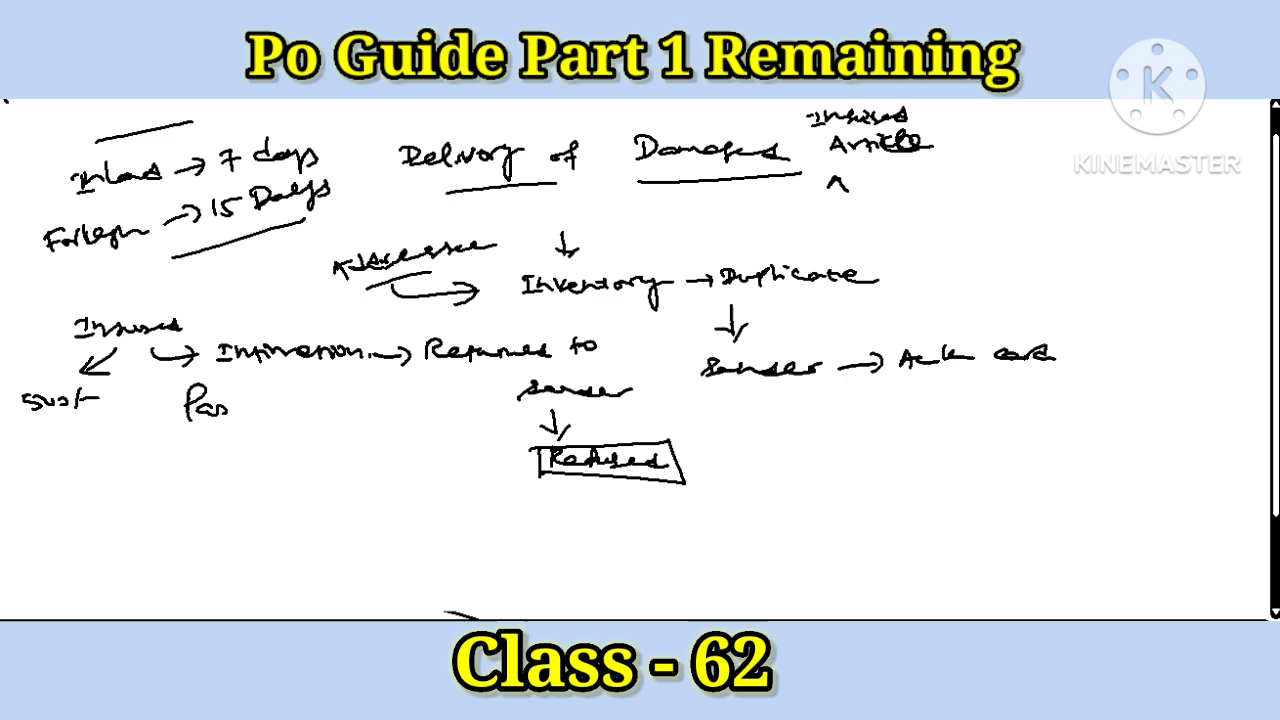 Po Guide Part 1 Remaining
K
KINEMASTER
Inland → 7 days
Foreign → 15 Days
Delivery of Damaged Insured Article
Addressee
Inventory → Duplicate
Sender → Ack card
Insured
Intimation → Returned to
Sender
Refused
500/-
Class - 62